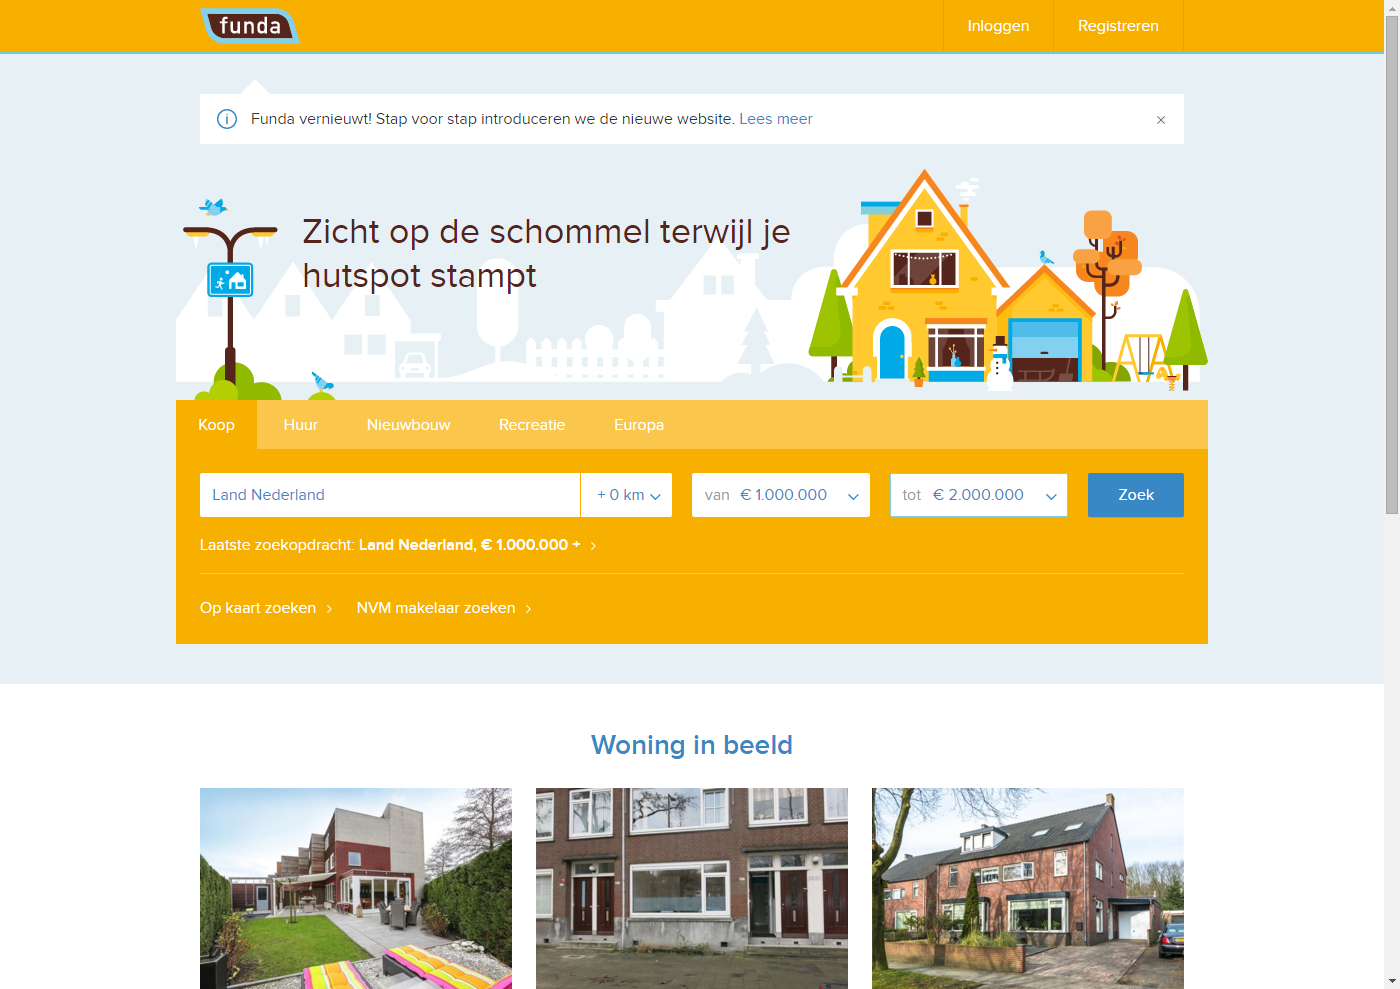 funda
Inloggen
Registreren
Funda vernieuwt! Stap voor stap introduceren we de nieuwe website. Lees meer
Zicht op de schommel terwijl je
hutspot stampt
Koop
Huur
Nieuwbouw
Recreatie
Europa
Land Nederland
+ 0 km
van € 1.000.000
tot € 2.000.000
Zoek
Laatste zoekopdracht: Land Nederland, € 1.000.000 +
Op kaart zoeken
NVM makelaar zoeken
Woning in beeld